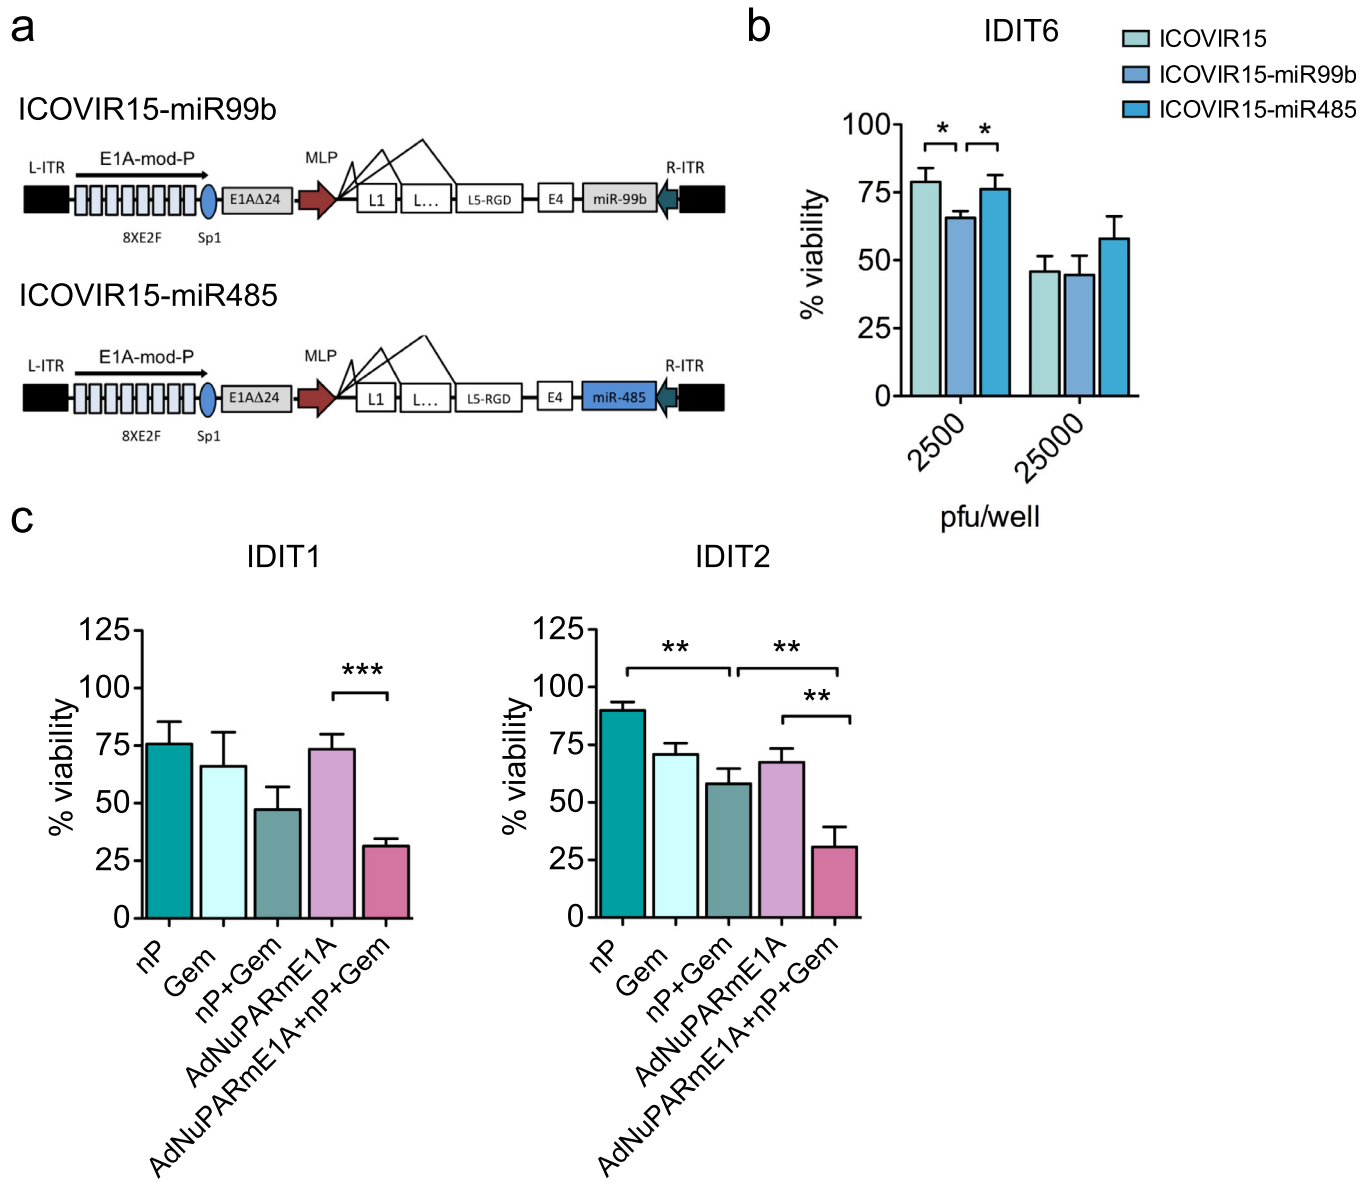 a
ICOVIR15-miR99b
L-ITR
E1A-mod-P
MLP
R-ITR
E1AΔ24
L1
L...
L5-RGD
E4
miR-99b
8XE2F
Sp1
ICOVIR15-miR485
L-ITR
E1A-mod-P
MLP
R-ITR
E1AΔ24
L1
L...
L5-RGD
E4
miR-485
8XE2F
Sp1
b
IDIT6
ICOVIR15
ICOVIR15-miR99b
ICOVIR15-miR485
% viability
100
75
50
25
0
* *
2500
25000
pfu/well
c
IDIT1
% viability
125
100
75
50
25
0
***
nP
Gem
nP+Gem
AdNuPARmE1A
AdNuPARmE1A+nP+Gem
IDIT2
% viability
125
100
75
50
25
0
** **
**
nP
Gem
nP+Gem
AdNuPARmE1A
AdNuPARmE1A+nP+Gem